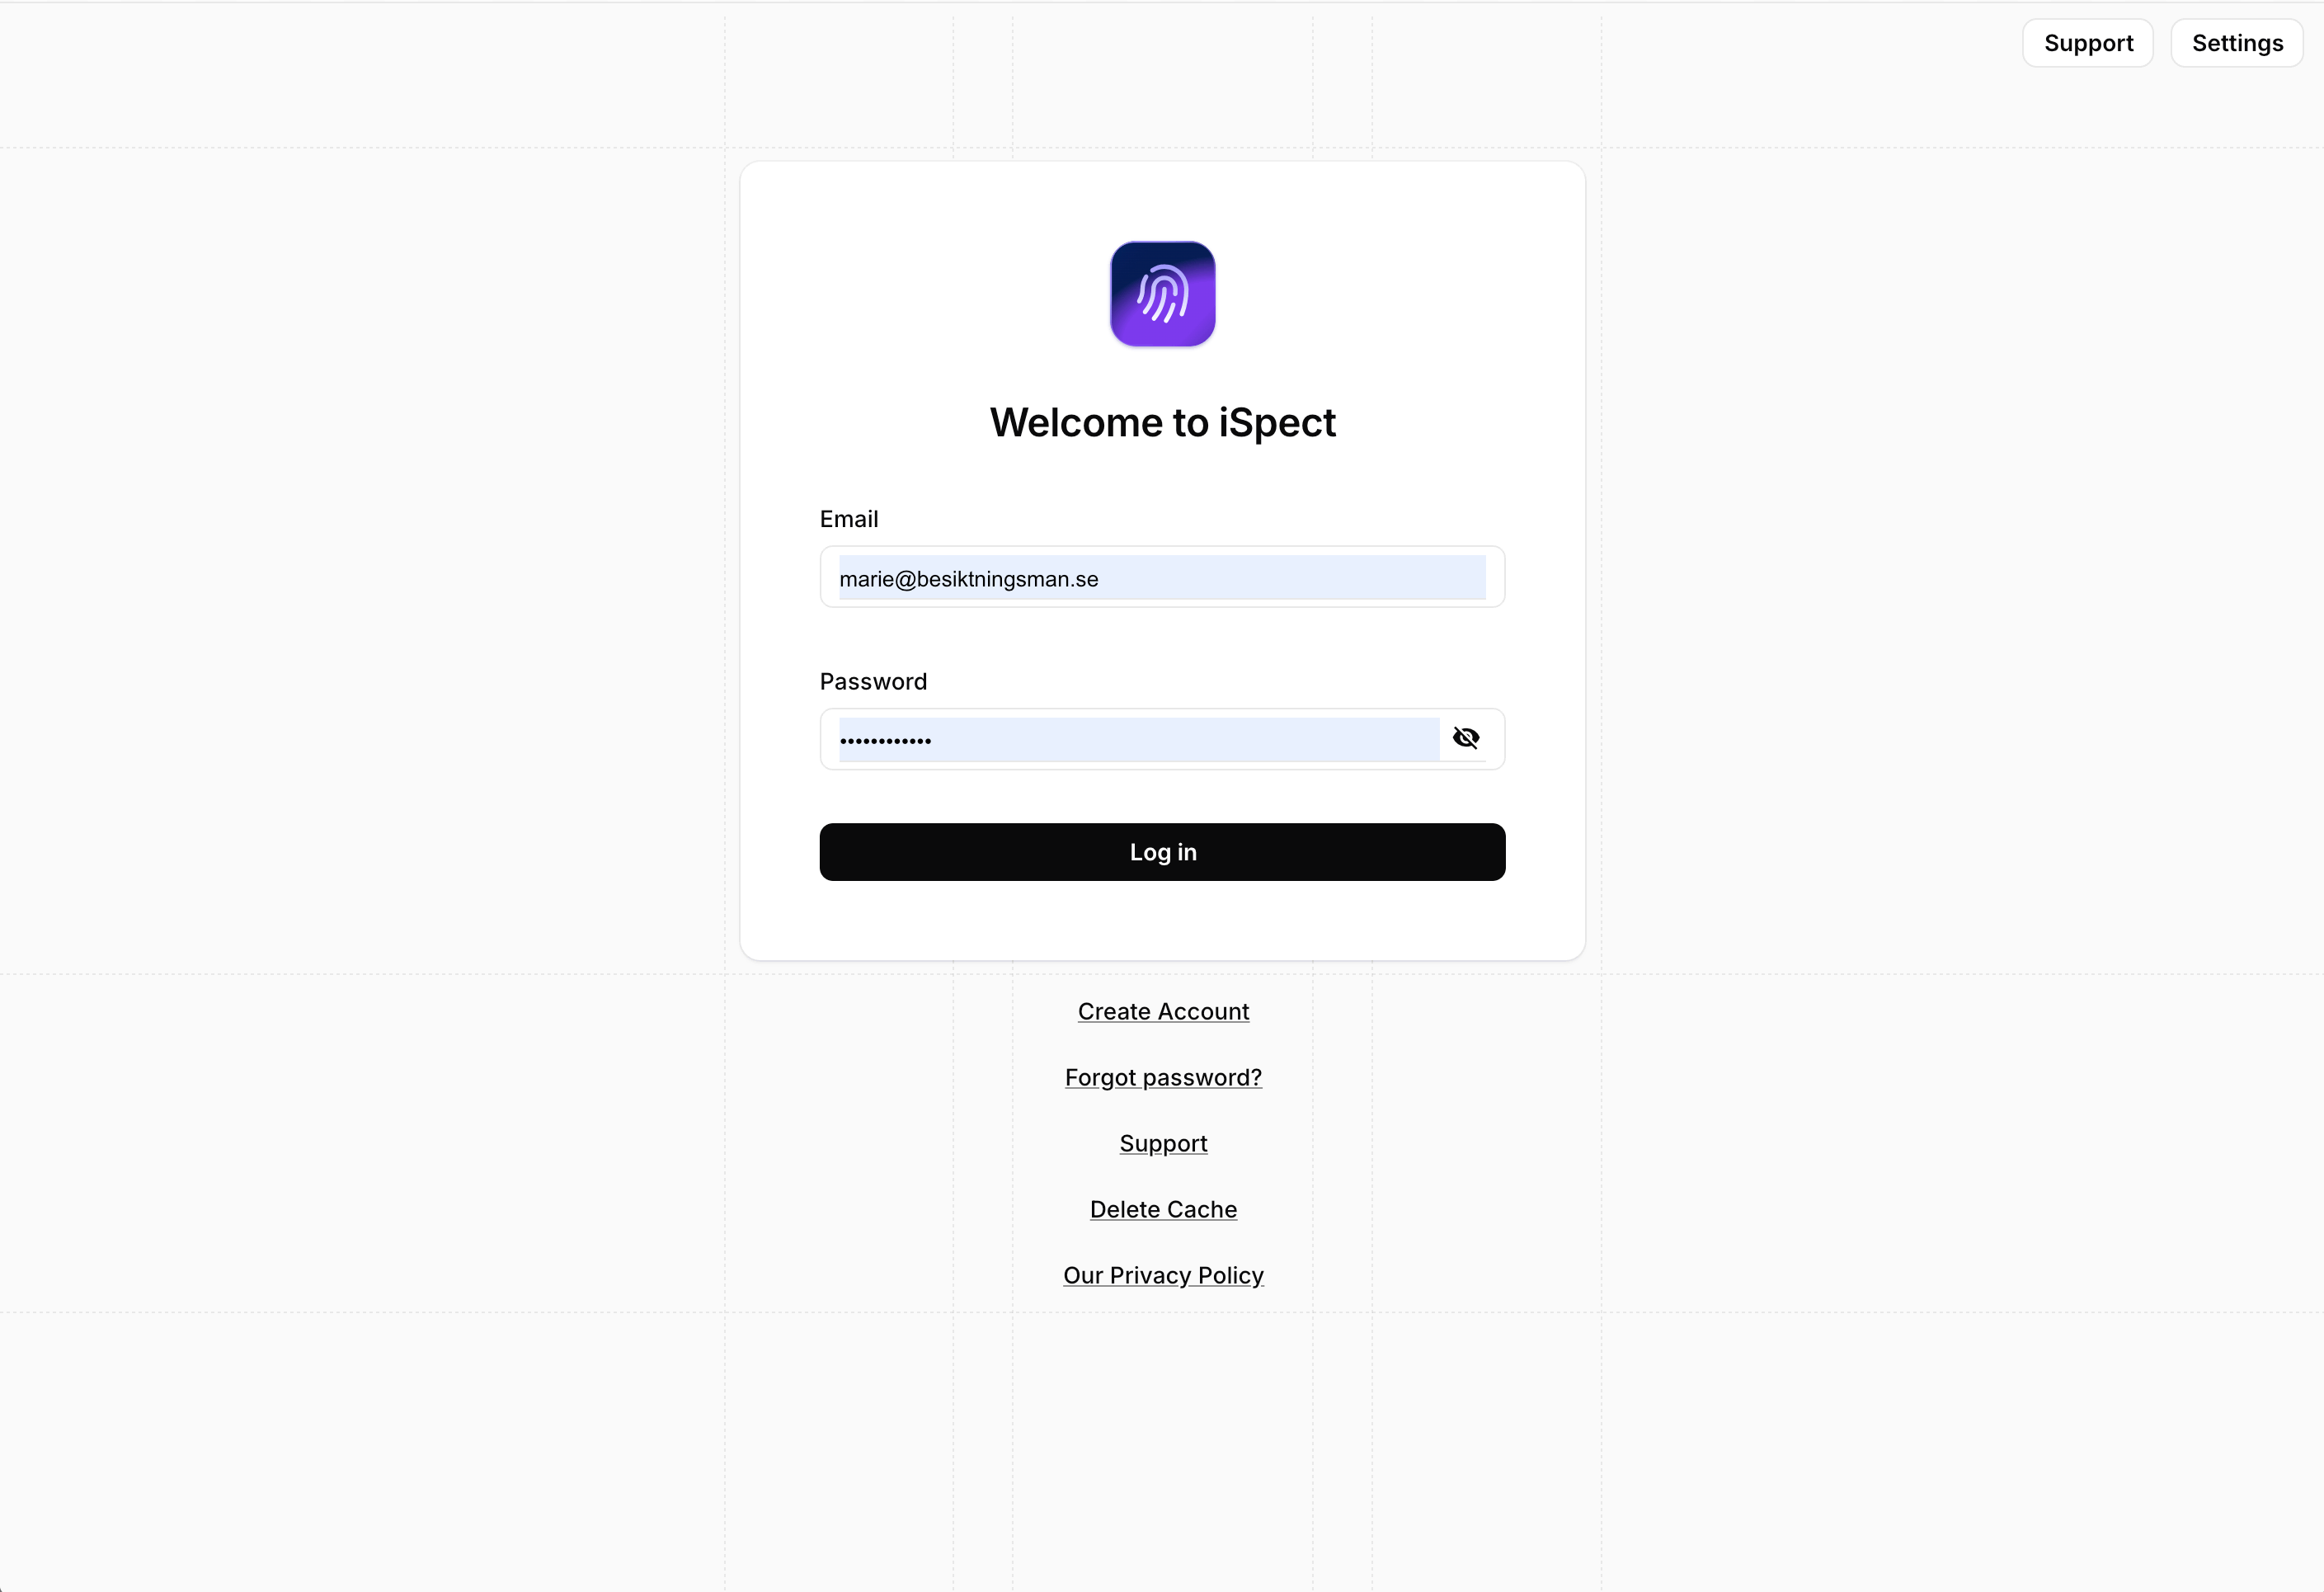 Support
Settings
Welcome to iSpect
Email
marie@besiktningsman.se
Password
••••••••••••
Log in
Create Account
Forgot password?
Support
Delete Cache
Our Privacy Policy